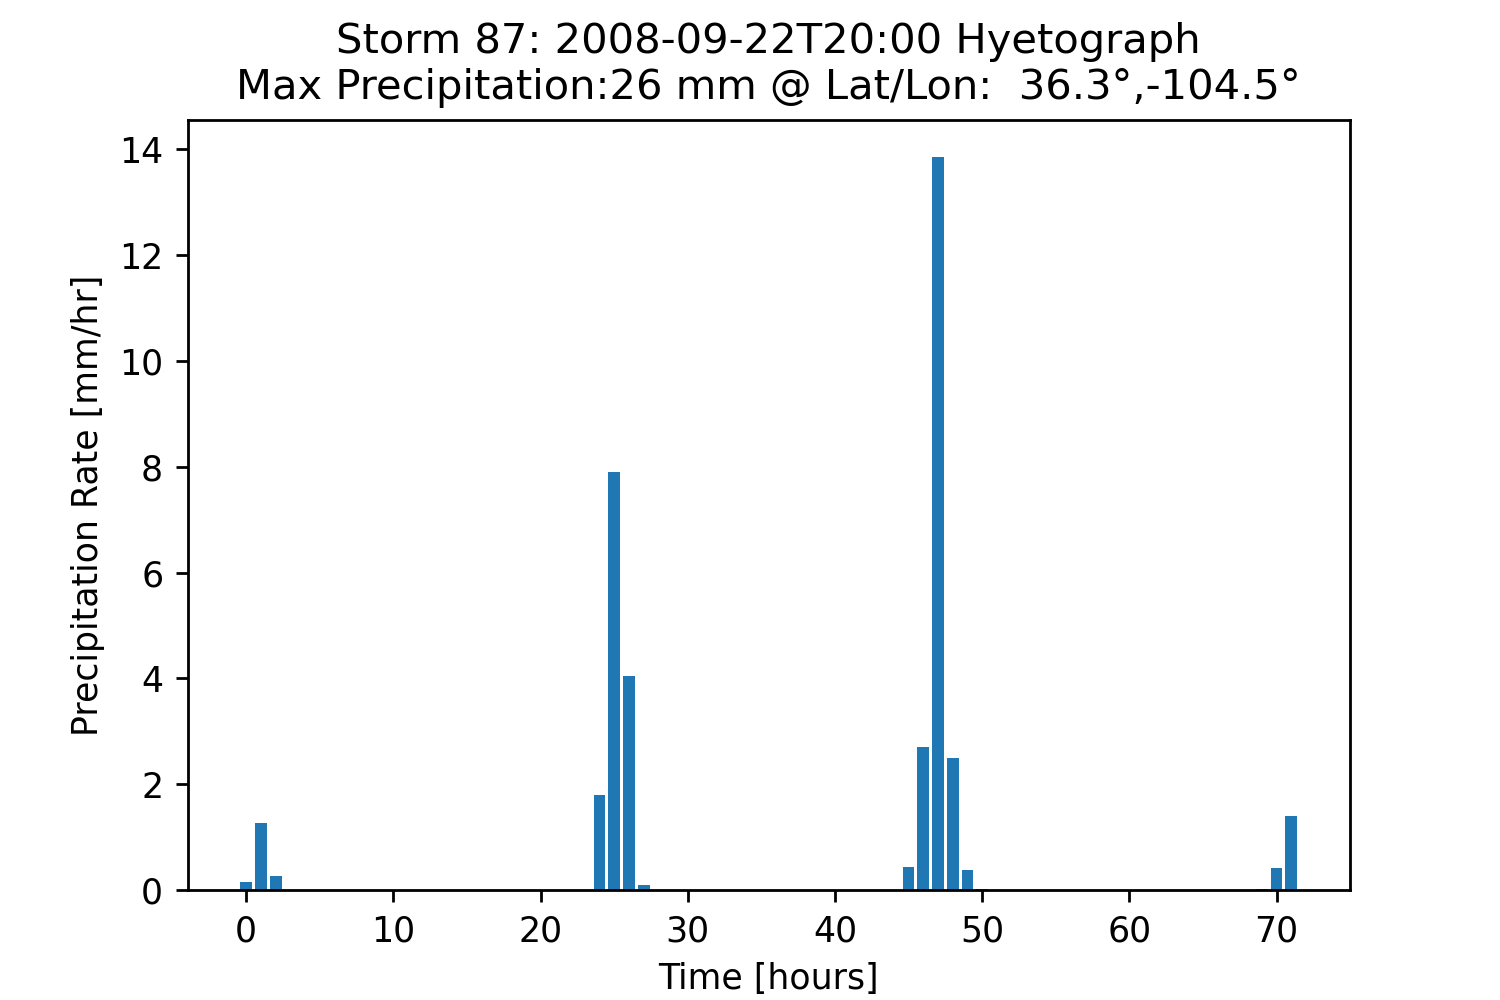 Storm 87: 2008-09-22T20:00 Hyetograph
Max Precipitation:26 mm @ Lat/Lon:  36.3°,-104.5°
14
12
10
8
6
4
2
0
Precipitation Rate [mm/hr]
0 10 20 30 40 50 60 70
Time [hours]